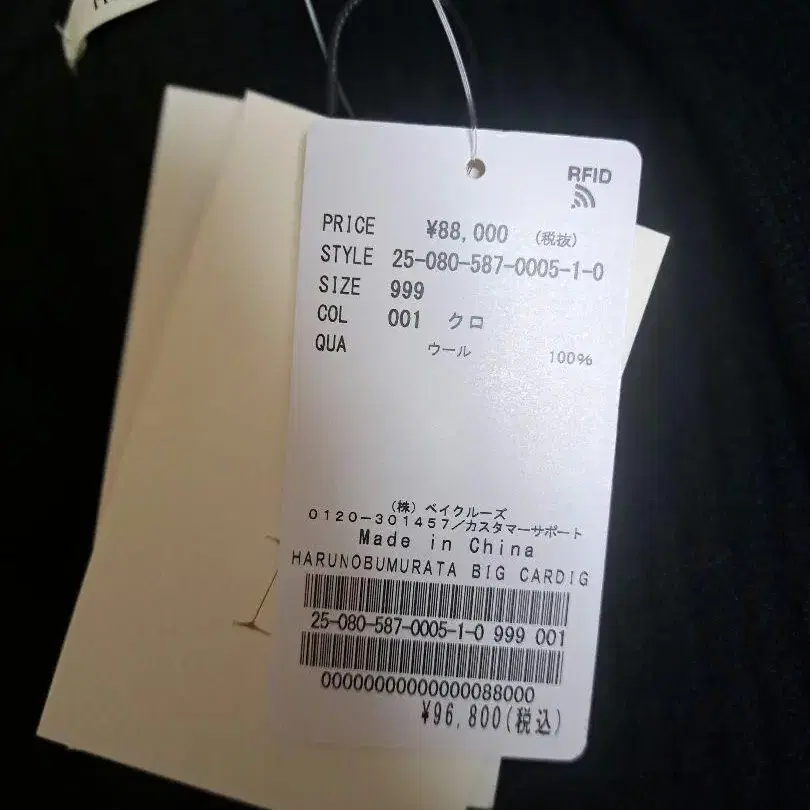 RFID
PRICE ¥88,000 (税抜)
STYLE 25-080-587-0005-1-0
SIZE 999
COL 001 クロ
QUA ウール 100%
(株) ベイクルーズ
0120-301457/カスタマーサポート
Made in China
HARUNOBUMURATA BIG CARDIG
25-080-587-0005-1-0 999 001
00000000000000088000
¥96,800(税込)